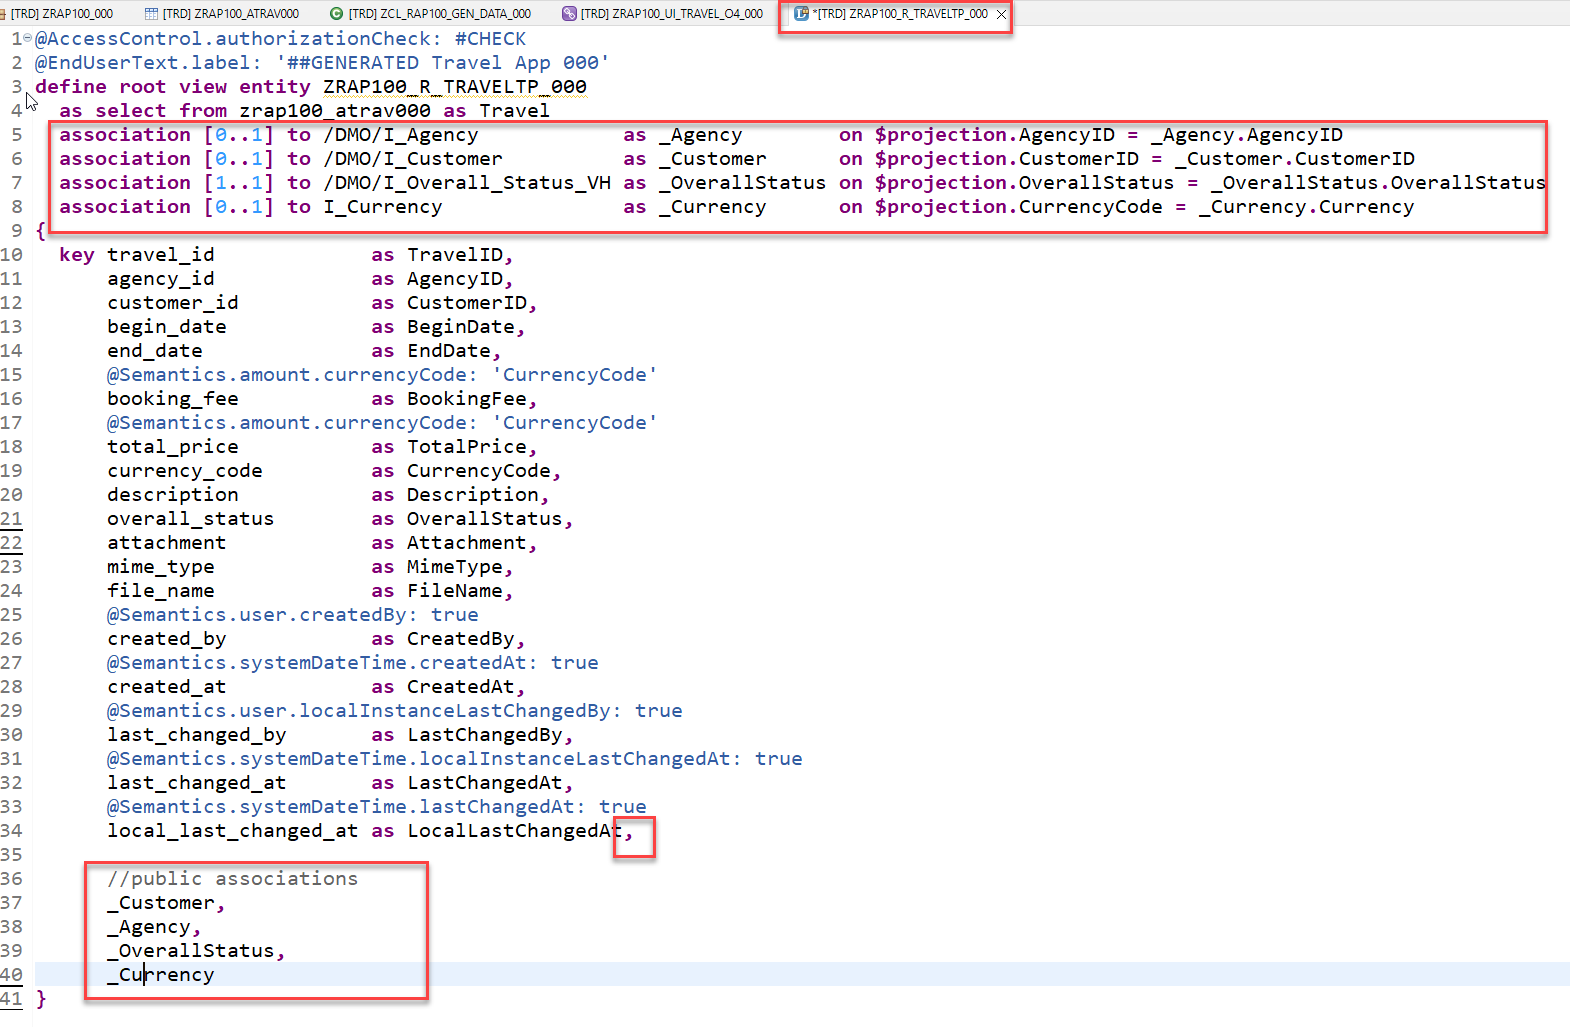 [TRD] ZRAP100_000 [TRD] ZRAP100_ATRAV000 [TRD] ZCL_RAP100_GEN_DATA_000 [TRD] ZRAP100_UI_TRAVEL_O4_000 *[TRD] ZRAP100_R_TRAVELTP_000
1 @AccessControl.authorizationCheck: #CHECK
2 @EndUserText.label: '##GENERATED Travel App 000'
3 define root view entity ZRAP100_R_TRAVELTP_000
4 as select from zrap100_atrav000 as Travel
5 association [0..1] to /DMO/I_Agency as _Agency on $projection.AgencyID = _Agency.AgencyID
6 association [0..1] to /DMO/I_Customer as _Customer on $projection.CustomerID = _Customer.CustomerID
7 association [1..1] to /DMO/I_Overall_Status_VH as _OverallStatus on $projection.OverallStatus = _OverallStatus.OverallStatus
8 association [0..1] to I_Currency as _Currency on $projection.CurrencyCode = _Currency.Currency
9 {
10 key travel_id as TravelID,
11 agency_id as AgencyID,
12 customer_id as CustomerID,
13 begin_date as BeginDate,
14 end_date as EndDate,
15 @Semantics.amount.currencyCode: 'CurrencyCode'
16 booking_fee as BookingFee,
17 @Semantics.amount.currencyCode: 'CurrencyCode'
18 total_price as TotalPrice,
19 currency_code as CurrencyCode,
20 description as Description,
21 overall_status as OverallStatus,
22 attachment as Attachment,
23 mime_type as MimeType,
24 file_name as FileName,
25 @Semantics.user.createdBy: true
26 created_by as CreatedBy,
27 @Semantics.systemDateTime.createdAt: true
28 created_at as CreatedAt,
29 @Semantics.user.localInstanceLastChangedBy: true
30 last_changed_by as LastChangedBy,
31 @Semantics.systemDateTime.localInstanceLastChangedAt: true
32 last_changed_at as LastChangedAt,
33 @Semantics.systemDateTime.lastChangedAt: true
34 local_last_changed_at as LocalLastChangedAt,
35
36 //public associations
37 _Customer,
38 _Agency,
39 _OverallStatus,
40 _Currency
41 }